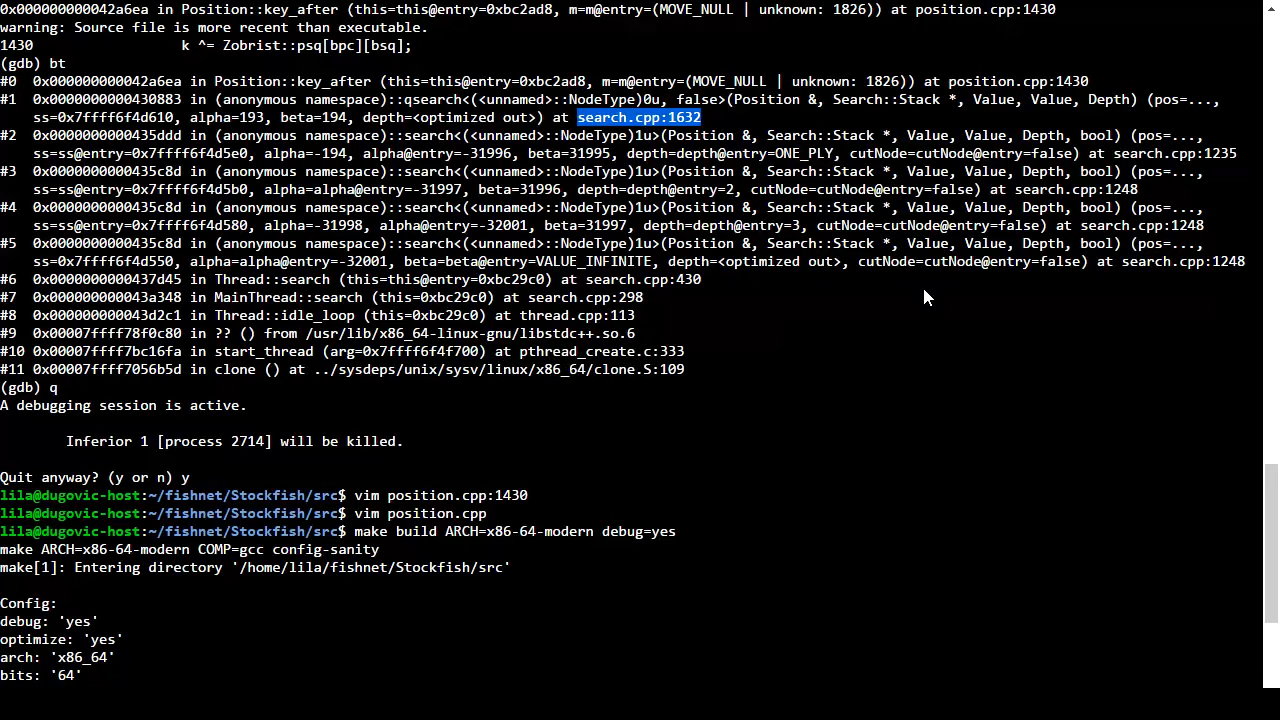 0x000000000042a6ea in Position::key_after (this=this@entry=0xbc2ad8, m=m@entry=(MOVE_NULL | unknown: 1826)) at position.cpp:1430
warning: Source file is more recent than executable.
1430            k ^= Zobrist::psq[bpc][bsq];
(gdb) bt
#0  0x000000000042a6ea in Position::key_after (this=this@entry=0xbc2ad8, m=m@entry=(MOVE_NULL | unknown: 1826)) at position.cpp:1430
#1  0x0000000000430883 in (anonymous namespace)::qsearch<(<unnamed>::NodeType)0u, false>(Position &, Search::Stack *, Value, Value, Depth) (pos=...,
    ss=0x7ffff6f4d610, alpha=193, beta=194, depth=<optimized out>) at search.cpp:1632
#2  0x0000000000435ddd in (anonymous namespace)::search<(<unnamed>::NodeType)1u>(Position &, Search::Stack *, Value, Value, Depth, bool) (pos=...,
    ss=ss@entry=0x7ffff6f4d5e0, alpha=-194, alpha@entry=-31996, beta=31995, depth=depth@entry=ONE_PLY, cutNode=cutNode@entry=false) at search.cpp:1235
#3  0x0000000000435c8d in (anonymous namespace)::search<(<unnamed>::NodeType)1u>(Position &, Search::Stack *, Value, Value, Depth, bool) (pos=...,
    ss=ss@entry=0x7ffff6f4d5b0, alpha=alpha@entry=-31997, beta=31996, depth=depth@entry=2, cutNode=cutNode@entry=false) at search.cpp:1248
#4  0x0000000000435c8d in (anonymous namespace)::search<(<unnamed>::NodeType)1u>(Position &, Search::Stack *, Value, Value, Depth, bool) (pos=...,
    ss=ss@entry=0x7ffff6f4d580, alpha=-31998, alpha@entry=-32001, beta=31997, depth=depth@entry=3, cutNode=cutNode@entry=false) at search.cpp:1248
#5  0x0000000000435c8d in (anonymous namespace)::search<(<unnamed>::NodeType)1u>(Position &, Search::Stack *, Value, Value, Depth, bool) (pos=...,
    ss=ss@entry=0x7ffff6f4d550, alpha=alpha@entry=-32001, beta=beta@entry=VALUE_INFINITE, depth=<optimized out>, cutNode=cutNode@entry=false) at search.cpp:1248
#6  0x0000000000437d45 in Thread::search (this=0xbc29c0) at search.cpp:430
#7  0x000000000043a348 in MainThread::search (this=0xbc29c0) at search.cpp:298
#8  0x000000000043d2c1 in Thread::idle_loop (this=0xbc29c0) at thread.cpp:113
#9  0x00007ffff78f0c80 in ?? () from /usr/lib/x86_64-linux-gnu/libstdc++.so.6
#10 0x00007ffff7bc16fa in start_thread (arg=0x7ffff6f4f700) at pthread_create.c:333
#11 0x00007ffff7056b5d in clone () at ../sysdeps/unix/sysv/linux/x86_64/clone.S:109
(gdb) q
A debugging session is active.
        Inferior 1 [process 2714] will be killed.
Quit anyway? (y or n) y
lila@dugovic-host:~/fishnet/Stockfish/src$ vim position.cpp:1430
lila@dugovic-host:~/fishnet/Stockfish/src$ vim position.cpp
lila@dugovic-host:~/fishnet/Stockfish/src$ make build ARCH=x86-64-modern debug=yes
make ARCH=x86-64-modern COMP=gcc config-sanity
make[1]: Entering directory '/home/lila/fishnet/Stockfish/src'
Config:
debug: 'yes'
optimize: 'yes'
arch: 'x86_64'
bits: '64'